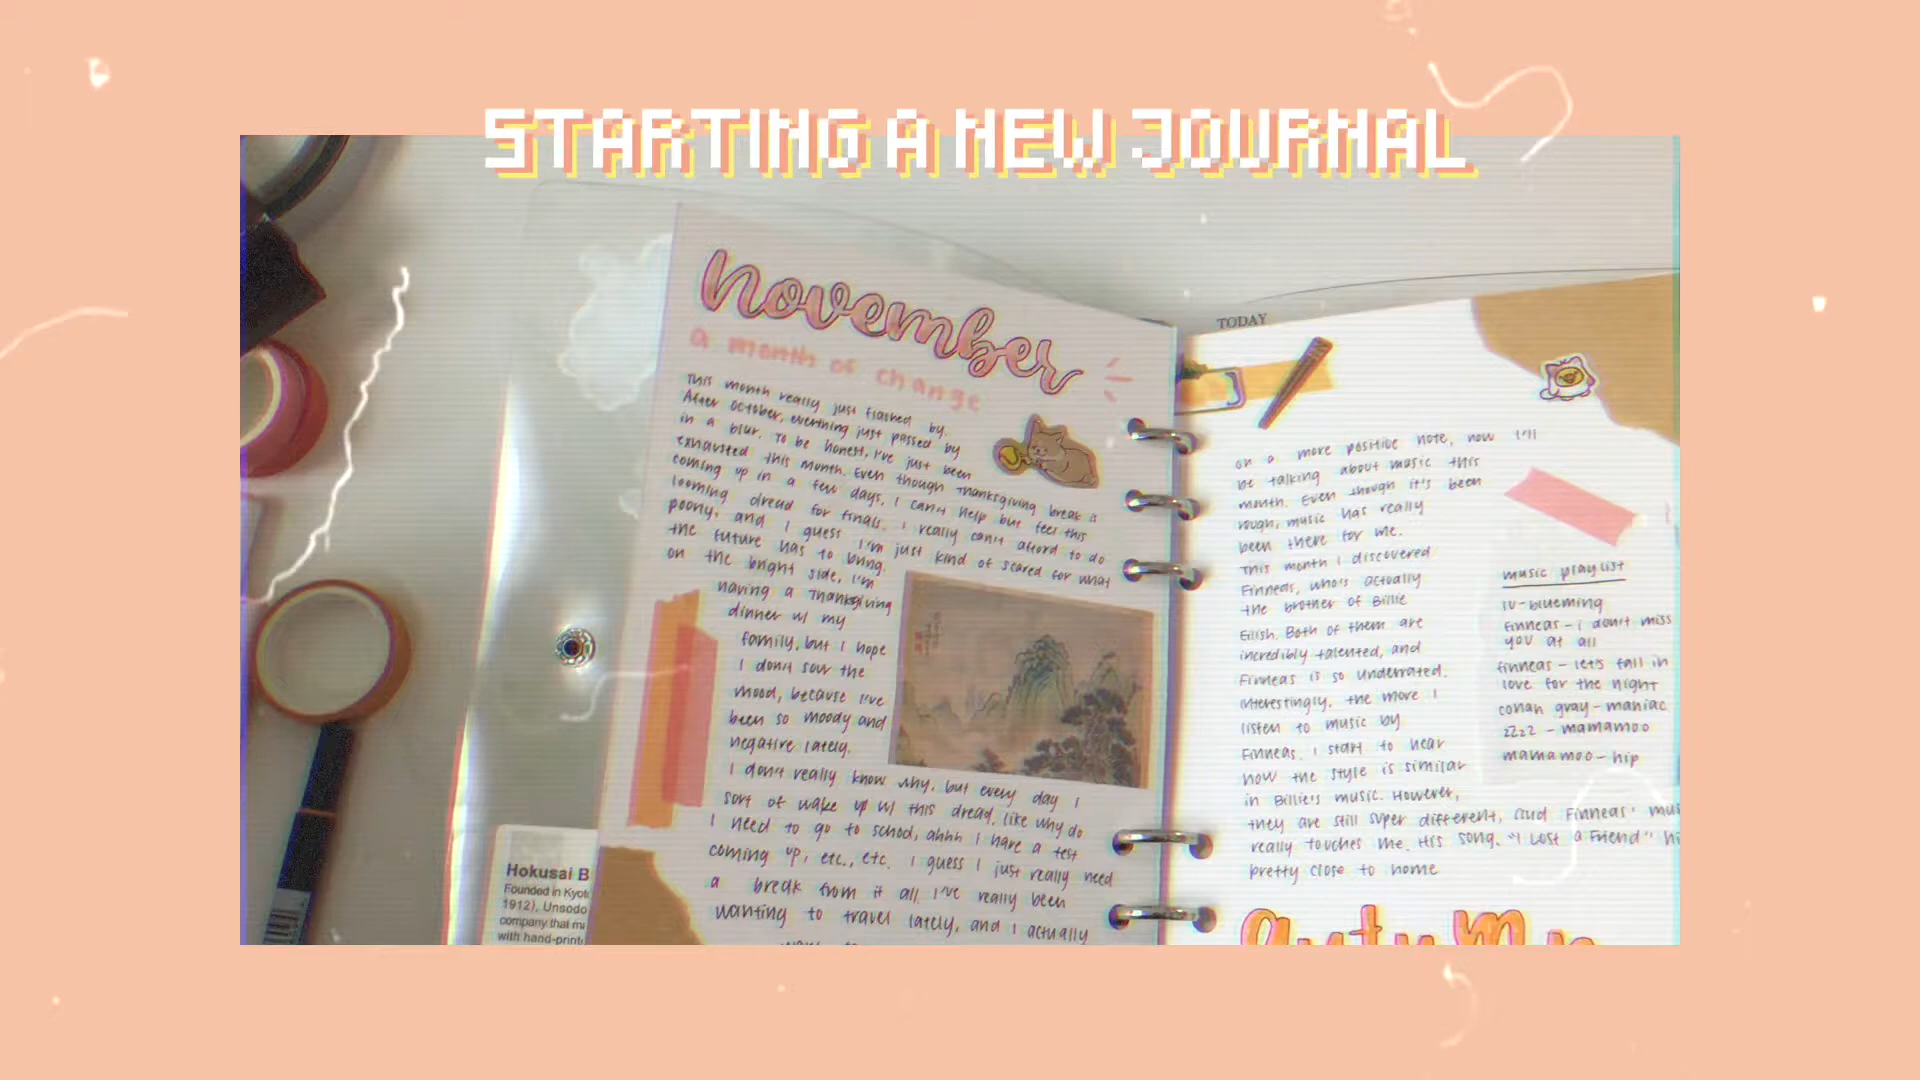 STARTING A NEW JOURNAL
november
a month of change
This month really just flashed by.
After October, everything just passed by
in a blur. To be honest, I've just been
exhausted this month. Even though Thanksgiving break is
coming up in a few days, I can't help but feel this
looming dread for finals. I really can't afford to do
poorly, and I guess I'm just kind of scared for what
the future has to bring.
on the bright side, I'm
having a Thanksgiving
dinner w/ my
family, but I hope
I don't sour the
mood, because I've
been so moody and
negative lately.
I don't really know why, but every day I
sort of wake up w/ this dread, like why do
I need to go to school, ahhh I have a test
coming up, etc., etc. I guess I just really need
a break from it all. I've really been
wanting to travel lately, and I actually
Hokusai B
Founded in Kyot
1912), Unsodo
company that m
with hand-print
TODAY
on a more positive note, now I'll
be talking about music this
month. Even though it's been
rough, music has really
been there for me.
This month I discovered
Finneas, who's actually
the brother of Billie
Eilish. Both of them are
incredibly talented, and
Finneas is so underrated.
Interestingly, the more I
listen to music by
Finneas, I start to hear
how the style is similar
in Billie's music. However,
they are still super different, and Finneas' mus
really touches me. His song, "I Lost a Friend" hi
pretty close to home
music playlist
IU - blueming
finneas - i don't miss
you at all
finneas - let's fall in
love for the night
conan gray - maniac
zzzz - mamamoo
mamamoo - hip
autumn